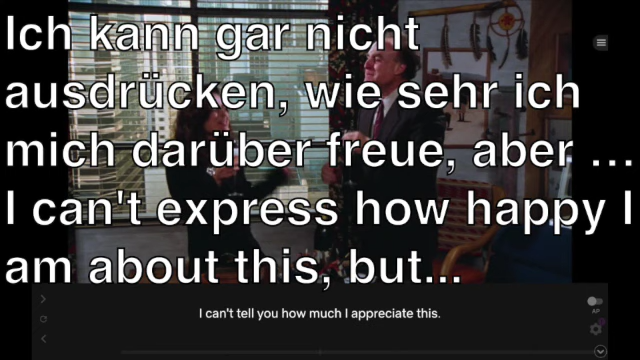 Ich kann gar nicht
ausdrücken, wie sehr ich
mich darüber freue, aber ...
I can't express how happy I
am about this, but...
I can't tell you how much I appreciate this.
AP